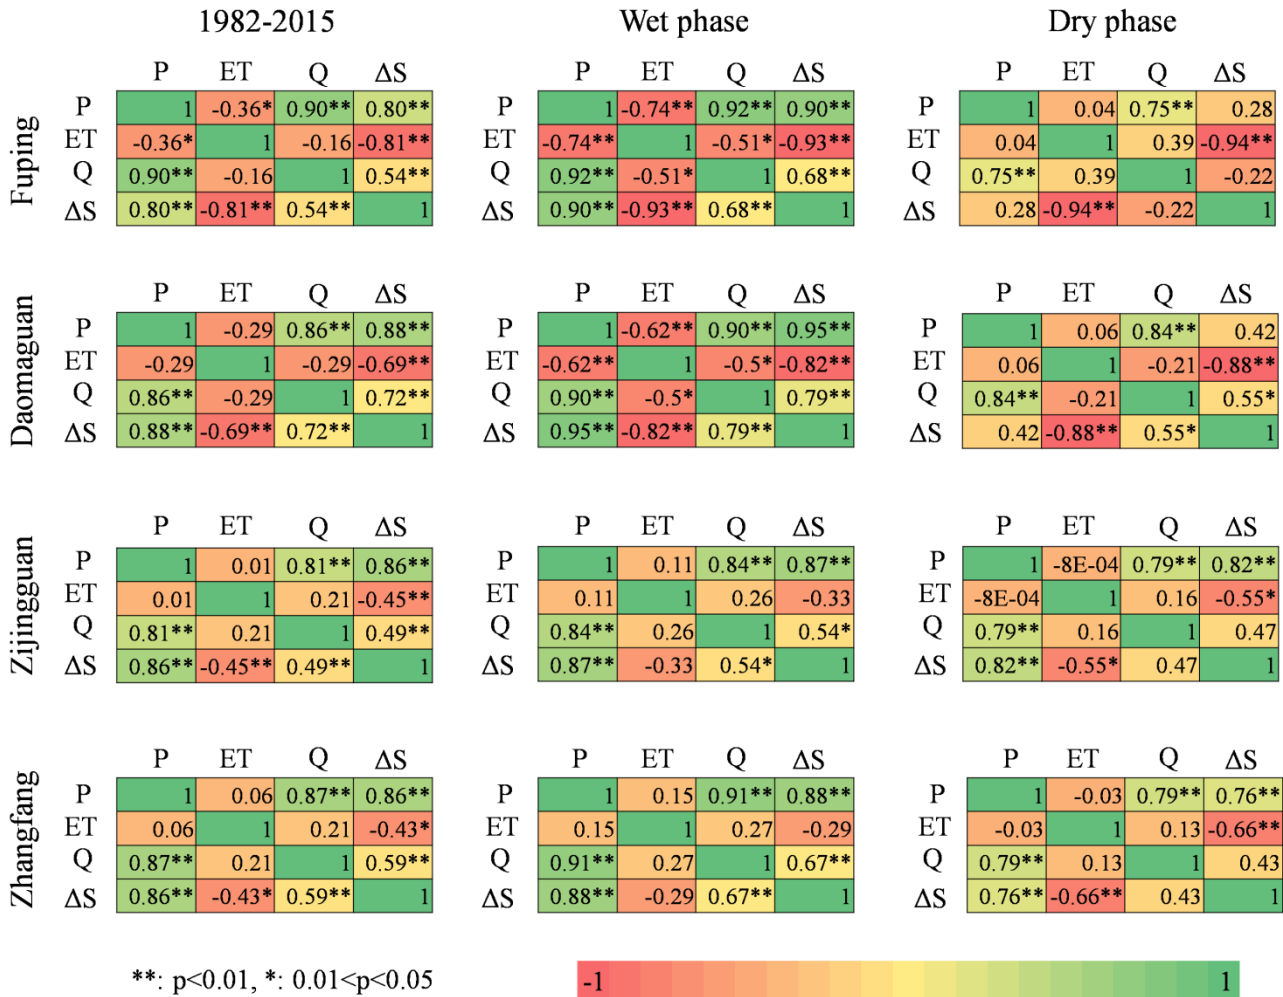 1982-2015 Wet phase Dry phase
Fuping
P ET Q ΔS P ET Q ΔS P ET Q ΔS
P 1 -0.36* 0.90** 0.80** P 1 -0.74** 0.92** 0.90** P 1 0.04 0.75** 0.28
ET -0.36* 1 -0.16 -0.81** ET -0.74** 1 -0.51* -0.93** ET 0.04 1 0.39 -0.94**
Q 0.90** -0.16 1 0.54** Q 0.92** -0.51* 1 0.68** Q 0.75** 0.39 1 -0.22
ΔS 0.80** -0.81** 0.54** 1 ΔS 0.90** -0.93** 0.68** 1 ΔS 0.28 -0.94** -0.22 1
Daomaguan
P ET Q ΔS P ET Q ΔS P ET Q ΔS
P 1 -0.29 0.86** 0.88** P 1 -0.62** 0.90** 0.95** P 1 0.06 0.84** 0.42
ET -0.29 1 -0.29 -0.69** ET -0.62** 1 -0.5* -0.82** ET 0.06 1 -0.21 -0.88**
Q 0.86** -0.29 1 0.72** Q 0.90** -0.5* 1 0.79** Q 0.84** -0.21 1 0.55*
ΔS 0.88** -0.69** 0.72** 1 ΔS 0.95** -0.82** 0.79** 1 ΔS 0.42 -0.88** 0.55* 1
Zijingguan
P ET Q ΔS P ET Q ΔS P ET Q ΔS
P 1 0.01 0.81** 0.86** P 1 0.11 0.84** 0.87** P 1 -8E-04 0.79** 0.82**
ET 0.01 1 0.21 -0.45** ET 0.11 1 0.26 -0.33 ET -8E-04 1 0.16 -0.55*
Q 0.81** 0.21 1 0.49** Q 0.84** 0.26 1 0.54* Q 0.79** 0.16 1 0.47
ΔS 0.86** -0.45** 0.49** 1 ΔS 0.87** -0.33 0.54* 1 ΔS 0.82** -0.55* 0.47 1
Zhangfang
P ET Q ΔS P ET Q ΔS P ET Q ΔS
P 1 0.06 0.87** 0.86** P 1 0.15 0.91** 0.88** P 1 -0.03 0.79** 0.76**
ET 0.06 1 0.21 -0.43* ET 0.15 1 0.27 -0.29 ET -0.03 1 0.13 -0.66**
Q 0.87** 0.21 1 0.59** Q 0.91** 0.27 1 0.67** Q 0.79** 0.13 1 0.43
ΔS 0.86** -0.43* 0.59** 1 ΔS 0.88** -0.29 0.67** 1 ΔS 0.76** -0.66** 0.43 1
**: p<0.01, *: 0.01<p<0.05 -1 1